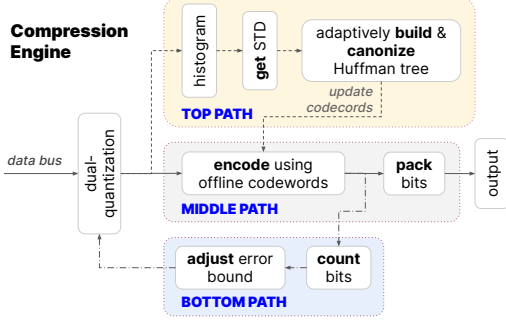 Compression
Engine
histogram
get STD
adaptively build &
canonize
Huffman tree
update
codecords
TOP PATH
data bus
dual-
quantization
encode using
offline codewords
pack
bits
output
MIDDLE PATH
adjust error
bound
count
bits
BOTTOM PATH